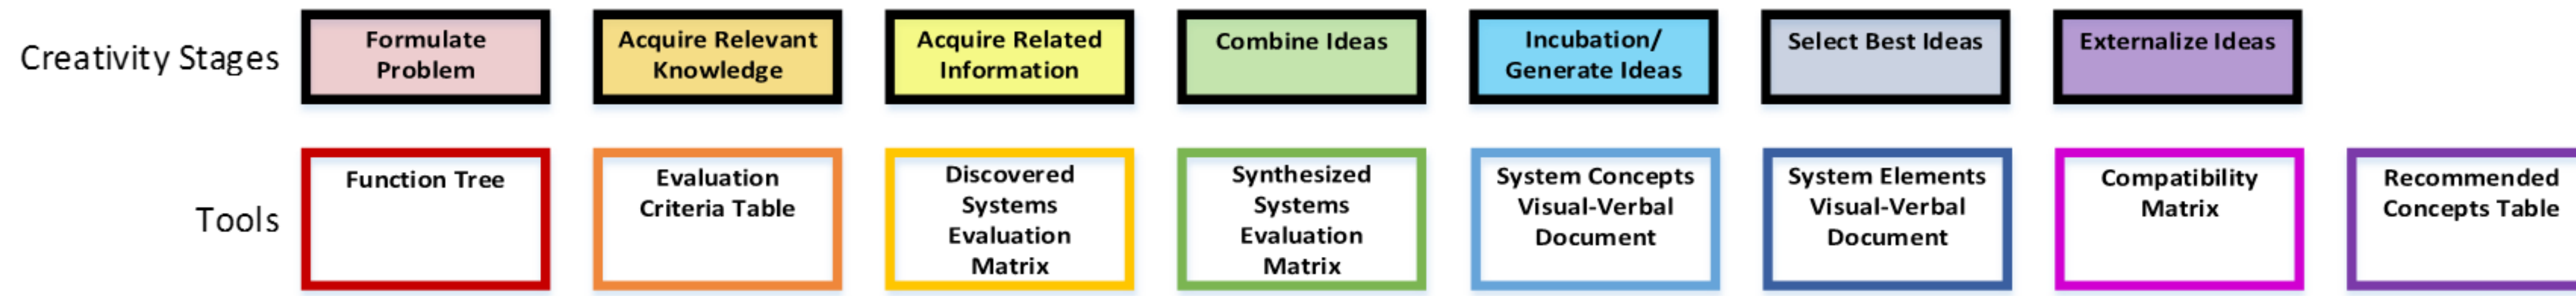 Creativity Stages
Formulate
Problem
Acquire Relevant
Knowledge
Acquire Related
Information
Combine Ideas
Incubation/
Generate Ideas
Select Best Ideas
Externalize Ideas
Tools
Function Tree
Evaluation
Criteria Table
Discovered
Systems
Evaluation
Matrix
Synthesized
Systems
Evaluation
Matrix
System Concepts
Visual-Verbal
Document
System Elements
Visual-Verbal
Document
Compatibility
Matrix
Recommended
Concepts Table